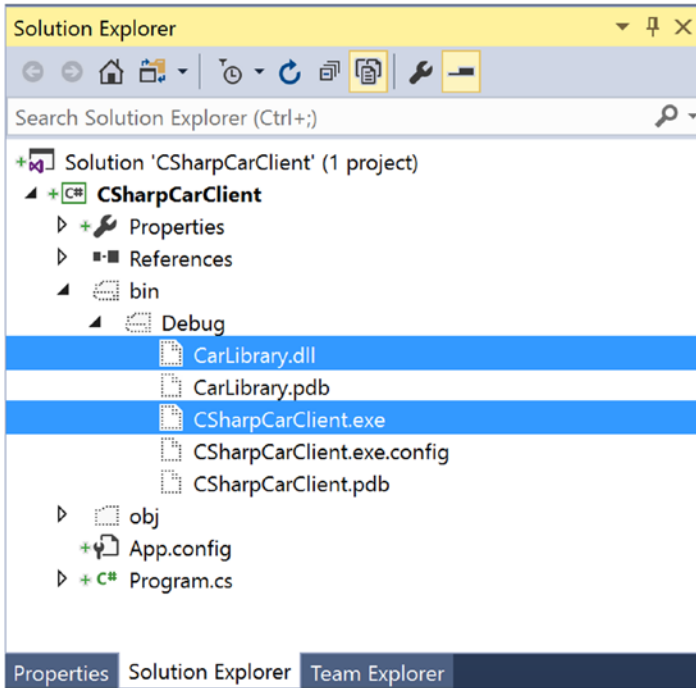 Solution Explorer
Search Solution Explorer (Ctrl+;)
Solution 'CSharpCarClient' (1 project)
C# CSharpCarClient
Properties
References
bin
Debug
CarLibrary.dll
CarLibrary.pdb
CSharpCarClient.exe
CSharpCarClient.exe.config
CSharpCarClient.pdb
obj
App.config
C# Program.cs
Properties Solution Explorer Team Explorer